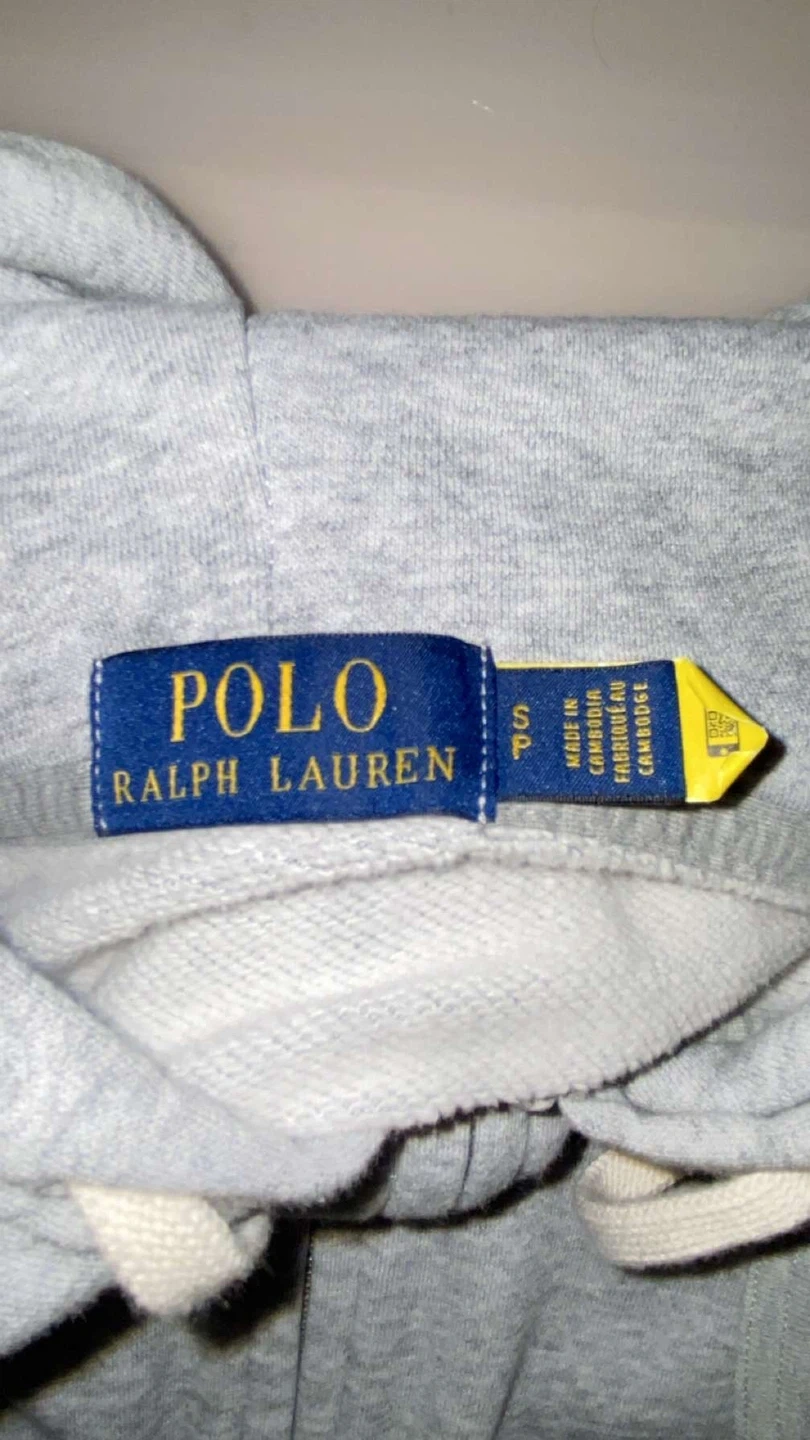 POLO
RALPH LAUREN
S
P
MADE IN
CAMBODIA
FABRIQUÉ AU
CAMBODGE